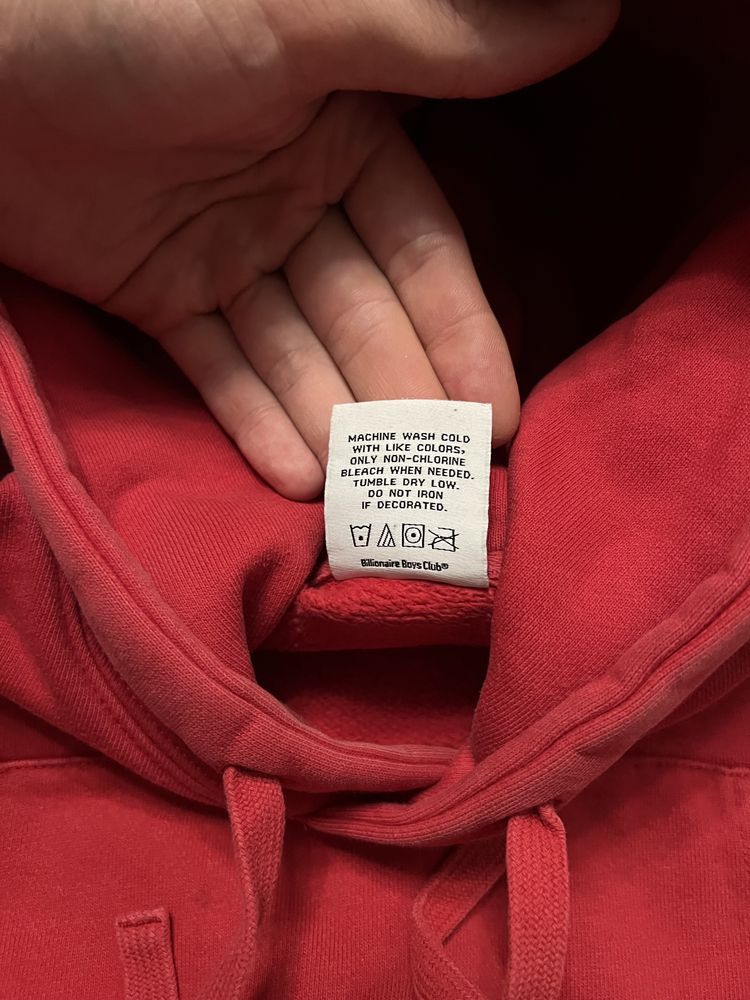 MACHINE WASH COLD
WITH LIKE COLORS,
ONLY NON-CHLORINE
BLEACH WHEN NEEDED.
TUMBLE DRY LOW.
DO NOT IRON
IF DECORATED.
Billionaire Boys Club®